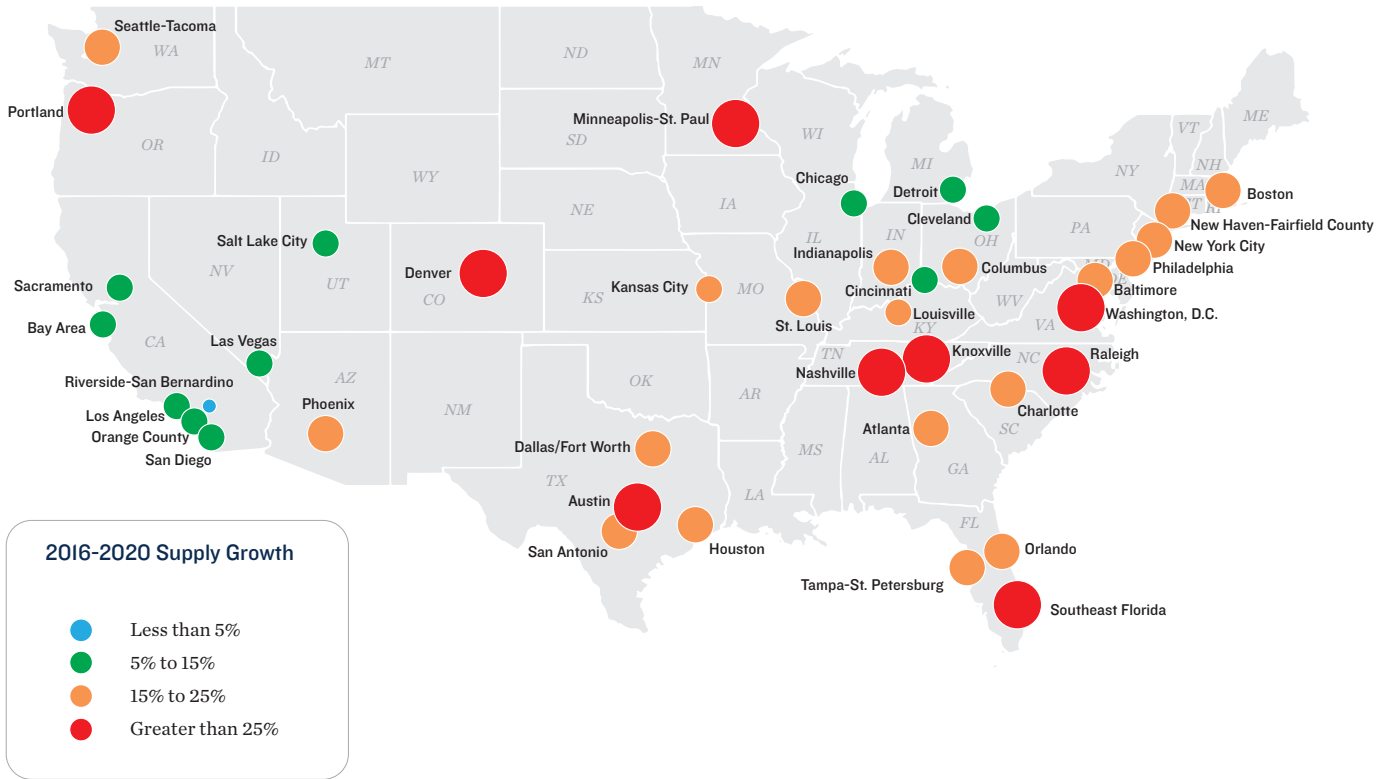 Seattle-Tacoma
WA
MT
ND
MN
Portland
Minneapolis-St. Paul
OR
ID
SD
WI
VT
ME
WY
MI
NY
NH
Chicago
Detroit
MA
Boston
NE
IA
Cleveland
New Haven-Fairfield County
Salt Lake City
IL
IN
OH
PA
New York City
Indianapolis
Columbus
Philadelphia
NV
UT
Denver
CO
Sacramento
Kansas City
MO
Cincinnati
Baltimore
KS
WV
Washington, D.C.
Bay Area
St. Louis
Louisville
KY
VA
CA
Las Vegas
TN
Knoxville
NC
Raleigh
Nashville
Riverside-San Bernardino
AZ
OK
AR
Los Angeles
Phoenix
NM
Charlotte
Orange County
Atlanta
SC
San Diego
Dallas/Fort Worth
MS
AL
GA
TX
Austin
LA
San Antonio
Houston
FL
Orlando
Tampa-St. Petersburg
Southeast Florida
2016-2020 Supply Growth
Less than 5%
5% to 15%
15% to 25%
Greater than 25%